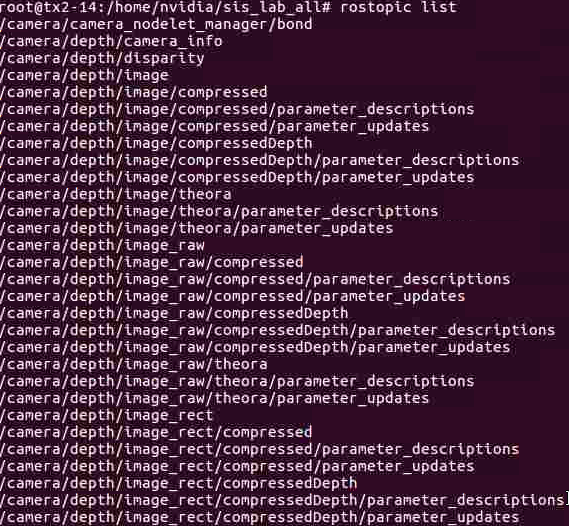 root@tx2-14:/home/nvidia/sis_lab_all# rostopic list
/camera/camera_nodelet_manager/bond
/camera/depth/camera_info
/camera/depth/disparity
/camera/depth/image
/camera/depth/image/compressed
/camera/depth/image/compressed/parameter_descriptions
/camera/depth/image/compressed/parameter_updates
/camera/depth/image/compressedDepth
/camera/depth/image/compressedDepth/parameter_descriptions
/camera/depth/image/compressedDepth/parameter_updates
/camera/depth/image/theora
/camera/depth/image/theora/parameter_descriptions
/camera/depth/image/theora/parameter_updates
/camera/depth/image_raw
/camera/depth/image_raw/compressed
/camera/depth/image_raw/compressed/parameter_descriptions
/camera/depth/image_raw/compressed/parameter_updates
/camera/depth/image_raw/compressedDepth
/camera/depth/image_raw/compressedDepth/parameter_descriptions
/camera/depth/image_raw/compressedDepth/parameter_updates
/camera/depth/image_raw/theora
/camera/depth/image_raw/theora/parameter_descriptions
/camera/depth/image_raw/theora/parameter_updates
/camera/depth/image_rect
/camera/depth/image_rect/compressed
/camera/depth/image_rect/compressed/parameter_descriptions
/camera/depth/image_rect/compressed/parameter_updates
/camera/depth/image_rect/compressedDepth
/camera/depth/image_rect/compressedDepth/parameter_descriptions
/camera/depth/image_rect/compressedDepth/parameter_updates